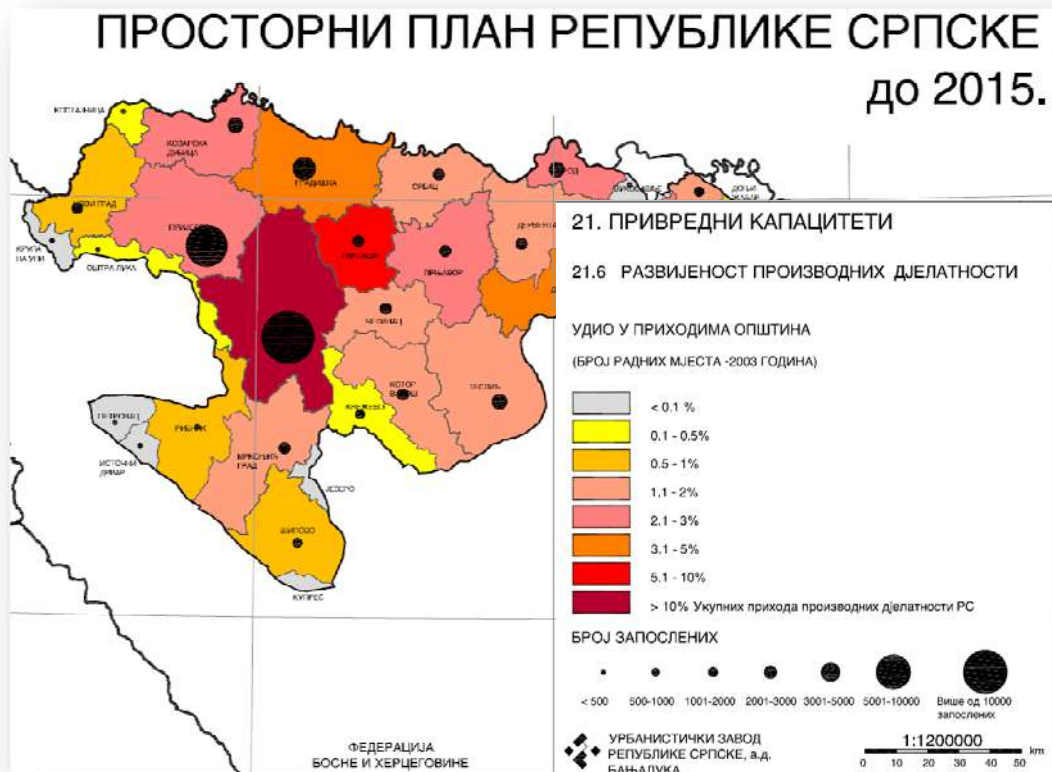 ПРОСТОРНИ ПЛАН РЕПУБЛИКЕ СРПСКЕ
до 2015.
КОЗАРСКА
ДУБИЦА
ГРАДИШКА
СРБАЦ
НОВИ ГРАД
КРУПА
НА УНИ
ОШТРА ЛУКА
ПРЊАВОР
ЧЕЛИНАЦ
КОТОР
ВАРОШ
КНЕЖЕВО
ПЕТРОВАЦ
РИБНИК
ИСТОЧНИ
ДРВАР
МРКОЊИЋ
ГРАД
ЈЕЗЕРО
ШИПОВО
КУПРЕС
ФЕДЕРАЦИЈА
БОСНЕ И ХЕРЦЕГОВИНЕ
21. ПРИВРЕДНИ КАПАЦИТЕТИ
21.6 РАЗВИЈЕНОСТ ПРОИЗВОДНИХ ДЈЕЛАТНОСТИ
УДИО У ПРИХОДИМА ОПШТИНА
(БРОЈ РАДНИХ МЈЕСТА -2003 ГОДИНА)
< 0.1 %
0.1 - 0.5%
0.5 - 1%
1,1 - 2%
2.1 - 3%
3.1 - 5%
5.1 - 10%
> 10% Укупних прихода производних дјелатности РС
БРОЈ ЗАПОСЛЕНИХ
< 500 500-1000 1001-2000 2001-3000 3001-5000 5001-10000 Више од 10000
запослених
УРБАНИСТИЧКИ ЗАВОД
РЕПУБЛИКЕ СРПСКЕ, а.д.
БАЊАЛУКА
1:1200000
km
0 10 20 30 40 50